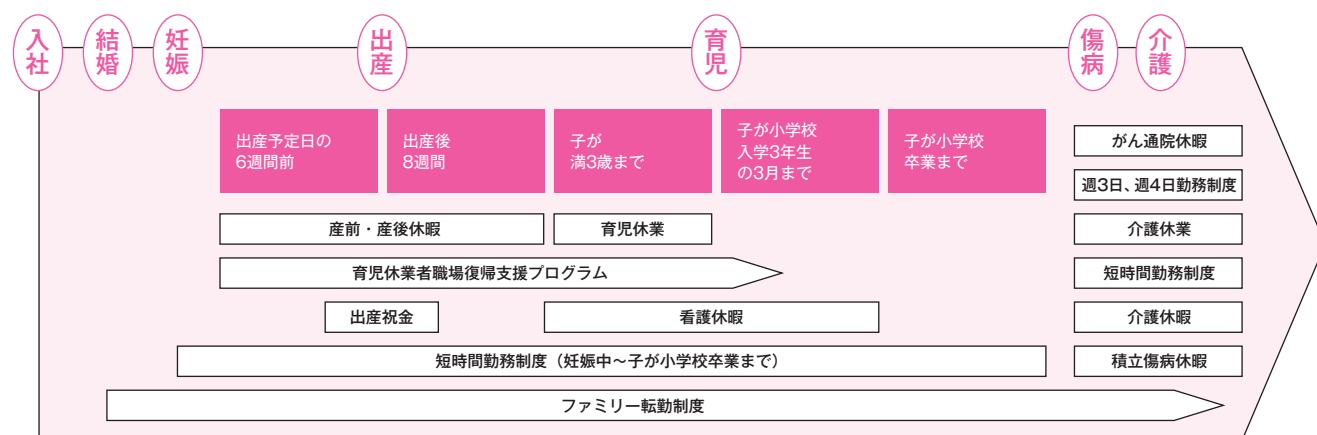 入社
結婚
妊娠
出産
育児
傷病
介護
出産予定日の
6週間前
出産後
8週間
子が
満3歳まで
子が小学校
入学3年生
の3月まで
子が小学校
卒業まで
がん通院休暇
週3日、週4日勤務制度
産前・産後休暇
育児休業
介護休業
育児休業者職場復帰支援プログラム
短時間勤務制度
出産祝金
看護休暇
介護休暇
短時間勤務制度（妊娠中〜子が小学校卒業まで）
積立傷病休暇
ファミリー転勤制度